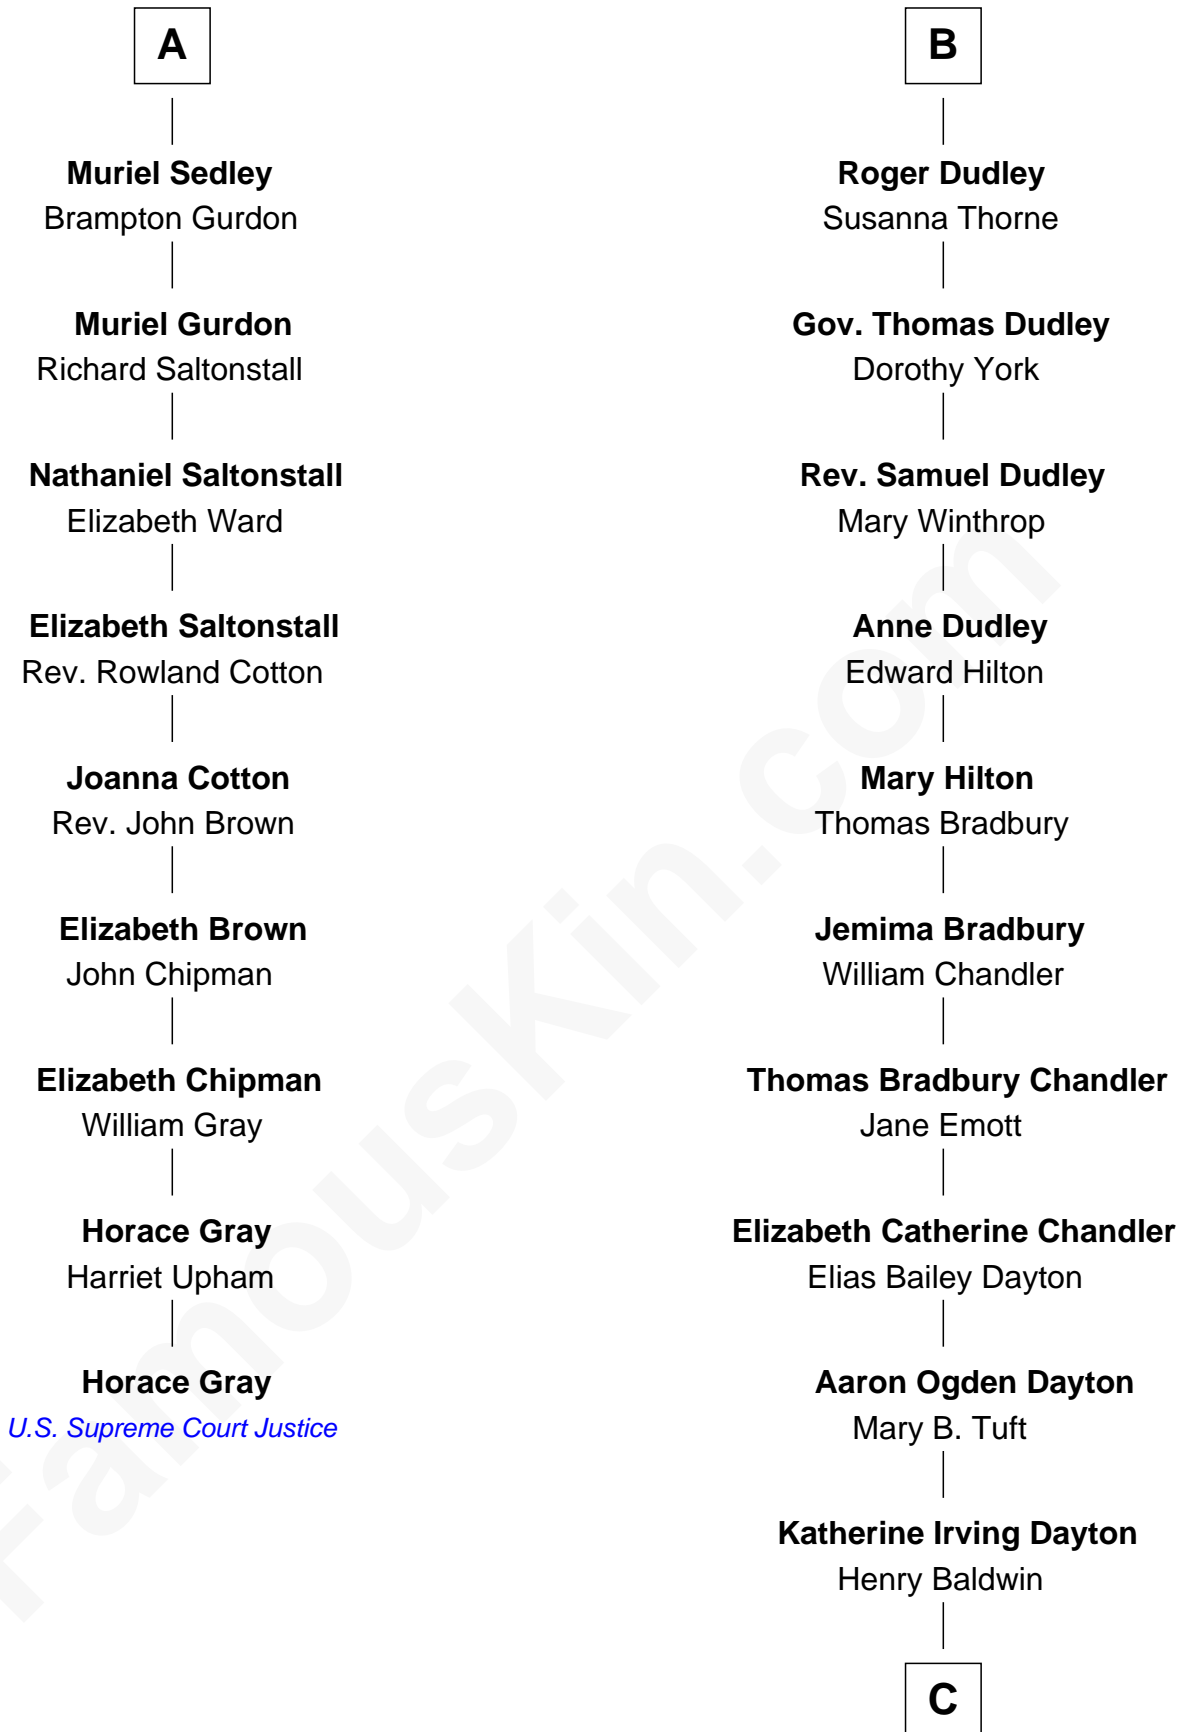 A
Muriel Sedley
Brampton Gurdon
Muriel Gurdon
Richard Saltonstall
Nathaniel Saltonstall
Elizabeth Ward
Elizabeth Saltonstall
Rev. Rowland Cotton
Joanna Cotton
Rev. John Brown
Elizabeth Brown
John Chipman
Elizabeth Chipman
William Gray
Horace Gray
Harriet Upham
Horace Gray
U.S. Supreme Court Justice
B
Roger Dudley
Susanna Thorne
Gov. Thomas Dudley
Dorothy York
Rev. Samuel Dudley
Mary Winthrop
Anne Dudley
Edward Hilton
Mary Hilton
Thomas Bradbury
Jemima Bradbury
William Chandler
Thomas Bradbury Chandler
Jane Emott
Elizabeth Catherine Chandler
Elias Bailey Dayton
Aaron Ogden Dayton
Mary B. Tuft
Katherine Irving Dayton
Henry Baldwin
C
FamousKin.com